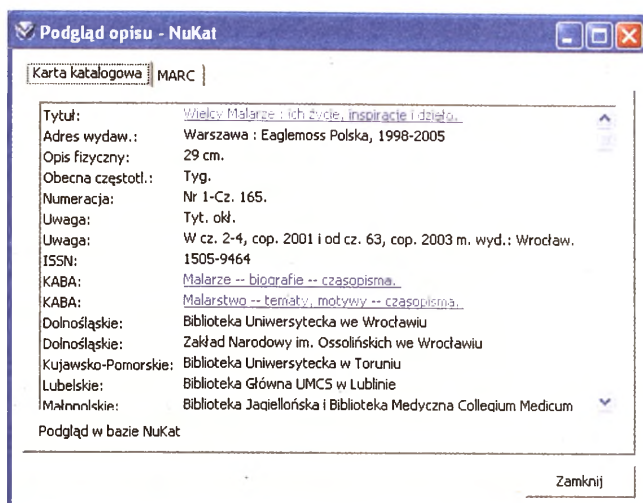 Podgląd opisu - NuKat
Karta katalogowa MARC
Tytuł: Wielcy Malarze : ich życie, inspiracje i dzieło.
Adres wydaw.: Warszawa : Eaglemoss Polska, 1998-2005
Opis fizyczny: 29 cm.
Obecna częstotl.: Tyg.
Numeracja: Nr 1-Cz. 165.
Uwaga: Tyt. okł.
Uwaga: W cz. 2-4, cop. 2001 i od cz. 63, cop. 2003 m. wyd.: Wrocław.
ISSN: 1505-9464
KABA: Malarze -- biografie -- czasopisma.
KABA: Malarstwo -- tematy, motywy -- czasopisma.
Dolnośląskie: Biblioteka Uniwersytecka we Wrocławiu
Dolnośląskie: Zakład Narodowy im. Ossolińskich we Wrocławiu
Kujawsko-Pomorskie: Biblioteka Uniwersytecka w Toruniu
Lubelskie: Biblioteka Główna UMCS w Lublinie
Małopolskie: Biblioteka Jagiellońska i Biblioteka Medyczna Collegium Medicum
Podgląd w bazie NuKat
Zamknij